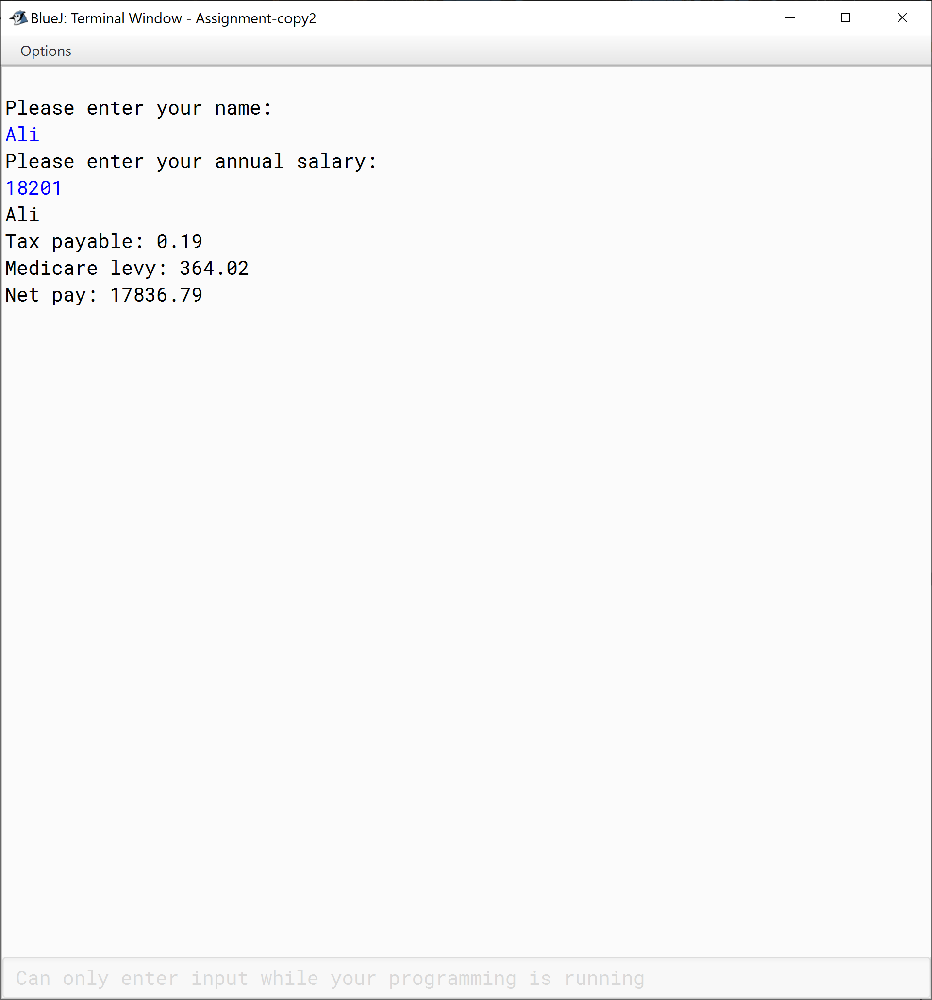 BlueJ: Terminal Window - Assignment-copy2
Options
Please enter your name:
Ali
Please enter your annual salary:
18201
Ali
Tax payable: 0.19
Medicare levy: 364.02
Net pay: 17836.79
Can only enter input while your programming is running